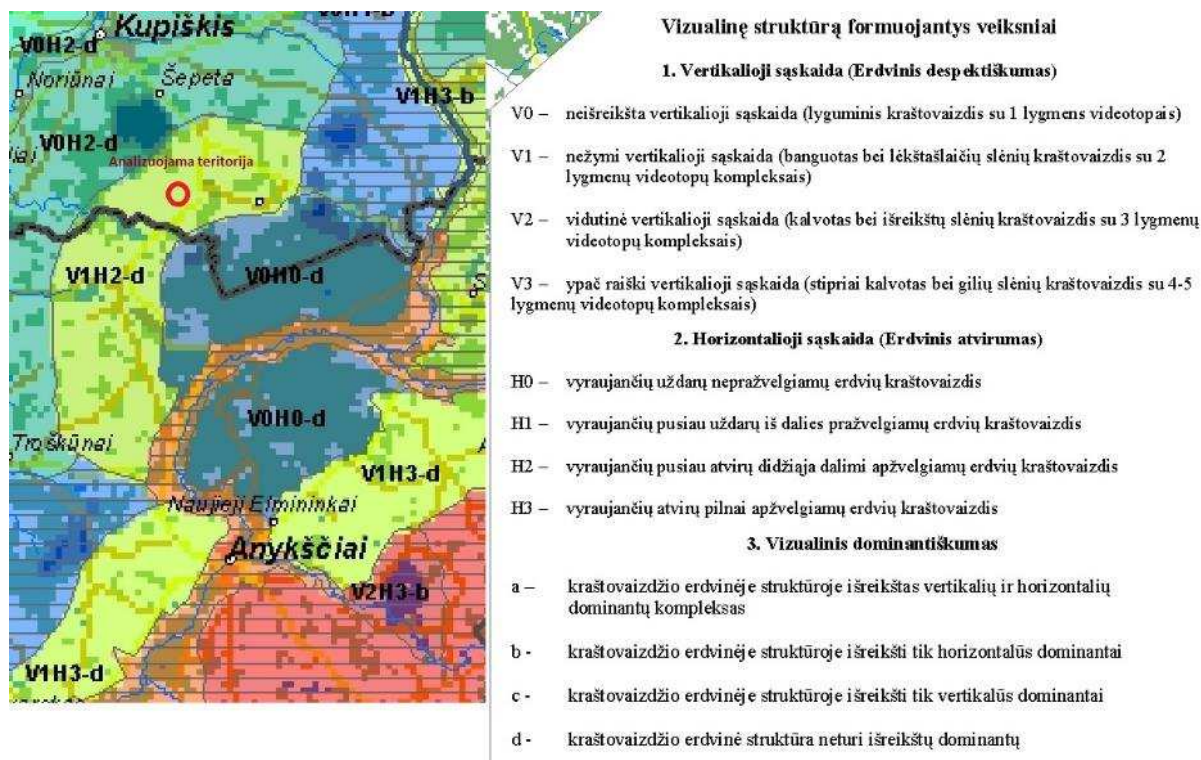 V0H2-d
Kupiškis
Noriūnai
Šepeta
V1H3-b
V0H2-d
Analizuojama teritorija
V1H2-d
V0H0-d
V0H0-d
Troškūnai
V1H3-d
Naujieji Elmininkai
Anykščiai
V2H3-b
V1H3-d
Vizualinę struktūrą formuojantys veiksniai
1. Vertikalioji sąskaida (Erdvinis despektiškumas)
V0 – neišreikšta vertikalioji sąskaida (lyguminis kraštovaizdis su 1 lygmens videotopais)
V1 – nežymi vertikalioji sąskaida (banguotas bei lėkštašlaičių slėnių kraštovaizdis su 2
lygmenų videotopų kompleksais)
V2 – vidutinė vertikalioji sąskaida (kalvotas bei išreikštų slėnių kraštovaizdis su 3 lygmenų
videotopų kompleksais)
V3 – ypač raiški vertikalioji sąskaida (stipriai kalvotas bei gilių slėnių kraštovaizdis su 4-5
lygmenų videotopų kompleksais)
2. Horizontalioji sąskaida (Erdvinis atvirumas)
H0 – vyraujančių uždarų nepražvelgiamų erdvių kraštovaizdis
H1 – vyraujančių pusiau uždarų iš dalies pražvelgiamų erdvių kraštovaizdis
H2 – vyraujančių pusiau atvirų didžiąja dalimi apžvelgiamų erdvių kraštovaizdis
H3 – vyraujančių atvirų pilnai apžvelgiamų erdvių kraštovaizdis
3. Vizualinis dominantiškumas
a – kraštovaizdžio erdvinėje struktūroje išreikštas vertikalių ir horizontalių
dominantų kompleksas
b - kraštovaizdžio erdvinėje struktūroje išreikšti tik horizontalūs dominantai
c - kraštovaizdžio erdvinėje struktūroje išreikšti tik vertikalūs dominantai
d - kraštovaizdžio erdvinė struktūra neturi išreikštų dominantų